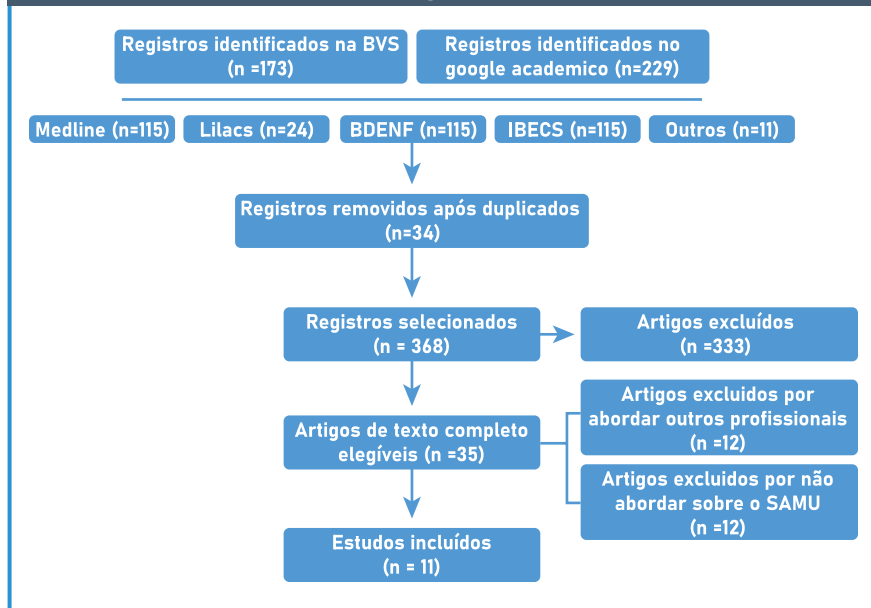 Registros identificados na BVS
(n =173)
Registros identificados no
google academico (n=229)
Medline (n=115)
Lilacs (n=24)
BDENF (n=115)
IBECS (n=115)
Outros (n=11)
Registros removidos após duplicados
(n=34)
Registros selecionados
(n = 368)
Artigos excluídos
(n =333)
Artigos de texto completo
elegíveis (n =35)
Artigos excluidos por
abordar outros profissionais
(n =12)
Artigos excluidos por não
abordar sobre o SAMU
(n =12)
Estudos incluídos
(n = 11)